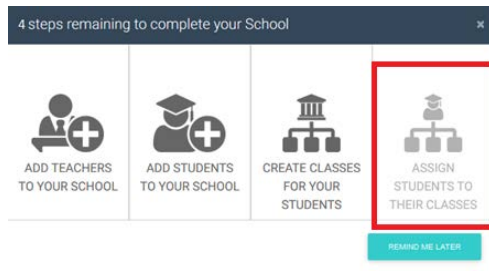 4 steps remaining to complete your School
×
ADD TEACHERS
TO YOUR SCHOOL
ADD STUDENTS
TO YOUR SCHOOL
CREATE CLASSES
FOR YOUR
STUDENTS
ASSIGN
STUDENTS TO
THEIR CLASSES
REMIND ME LATER